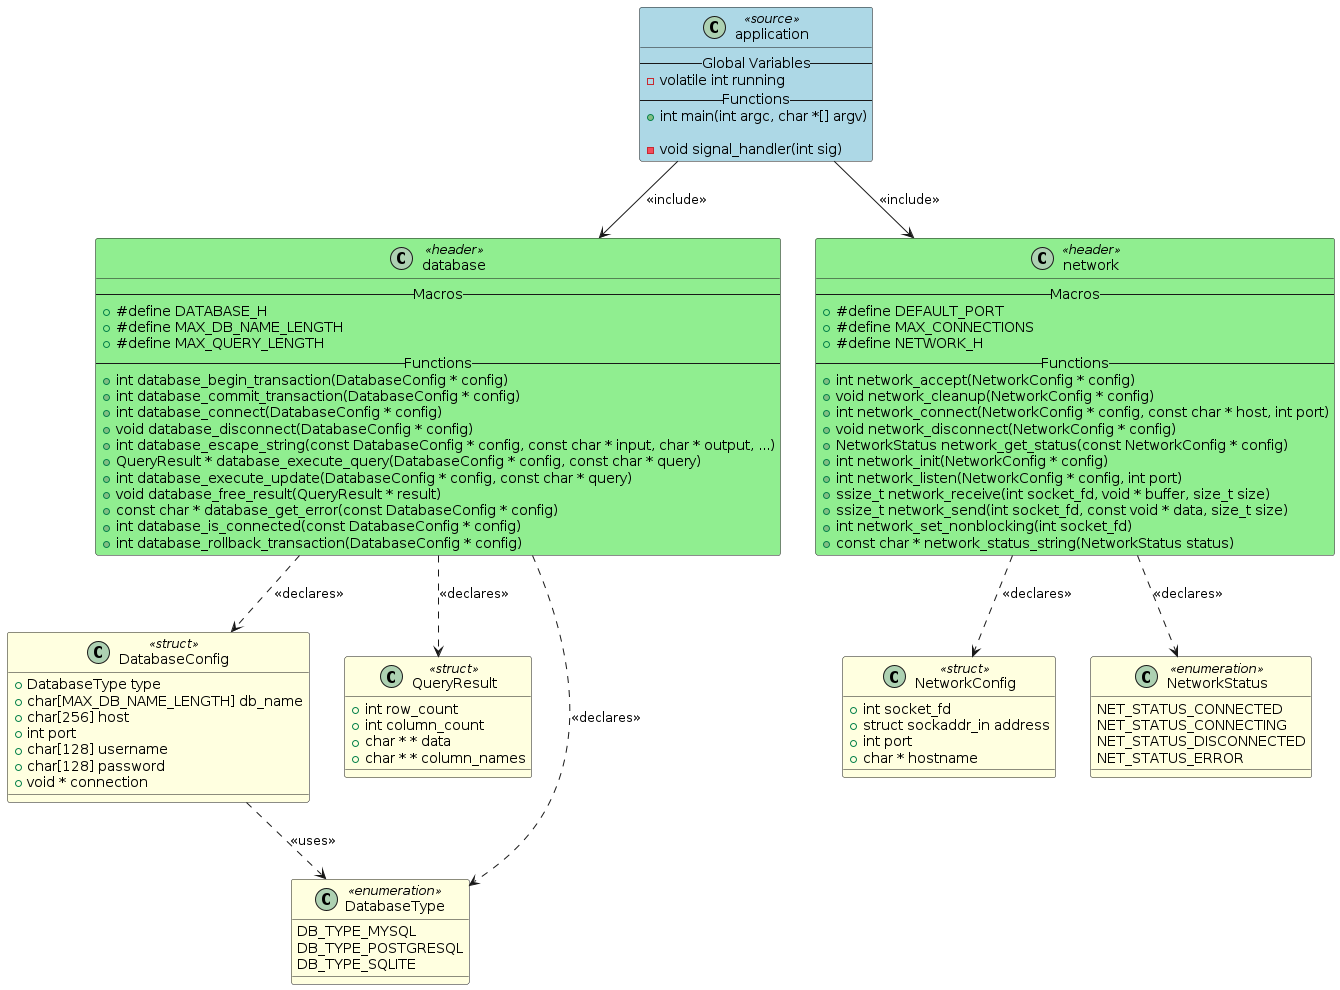 C
«source»
application
Global Variables
volatile int running
Functions
int main(int argc, char *[] argv)
void signal_handler(int sig)
«include»
«include»
C
«header»
database
Macros
#define DATABASE_H
#define MAX_DB_NAME_LENGTH
#define MAX_QUERY_LENGTH
Functions
int database_begin_transaction(DatabaseConfig * config)
int database_commit_transaction(DatabaseConfig * config)
int database_connect(DatabaseConfig * config)
void database_disconnect(DatabaseConfig * config)
int database_escape_string(const DatabaseConfig * config, const char * input, char * output, ...)
QueryResult * database_execute_query(DatabaseConfig * config, const char * query)
int database_execute_update(DatabaseConfig * config, const char * query)
void database_free_result(QueryResult * result)
const char * database_get_error(const DatabaseConfig * config)
int database_is_connected(const DatabaseConfig * config)
int database_rollback_transaction(DatabaseConfig * config)
C
«header»
network
Macros
#define DEFAULT_PORT
#define MAX_CONNECTIONS
#define NETWORK_H
Functions
int network_accept(NetworkConfig * config)
void network_cleanup(NetworkConfig * config)
int network_connect(NetworkConfig * config, const char * host, int port)
void network_disconnect(NetworkConfig * config)
NetworkStatus network_get_status(const NetworkConfig * config)
int network_init(NetworkConfig * config)
int network_listen(NetworkConfig * config, int port)
ssize_t network_receive(int socket_fd, void * buffer, size_t size)
ssize_t network_send(int socket_fd, const void * data, size_t size)
int network_set_nonblocking(int socket_fd)
const char * network_status_string(NetworkStatus status)
«declares»
«declares»
«declares»
«declares»
«declares»
C
«struct»
DatabaseConfig
DatabaseType type
char[MAX_DB_NAME_LENGTH] db_name
char[256] host
int port
char[128] username
char[128] password
void * connection
C
«struct»
QueryResult
int row_count
int column_count
char * * data
char * * column_names
C
«struct»
NetworkConfig
int socket_fd
struct sockaddr_in address
int port
char * hostname
C
«enumeration»
NetworkStatus
NET_STATUS_CONNECTED
NET_STATUS_CONNECTING
NET_STATUS_DISCONNECTED
NET_STATUS_ERROR
«uses»
C
«enumeration»
DatabaseType
DB_TYPE_MYSQL
DB_TYPE_POSTGRESQL
DB_TYPE_SQLITE